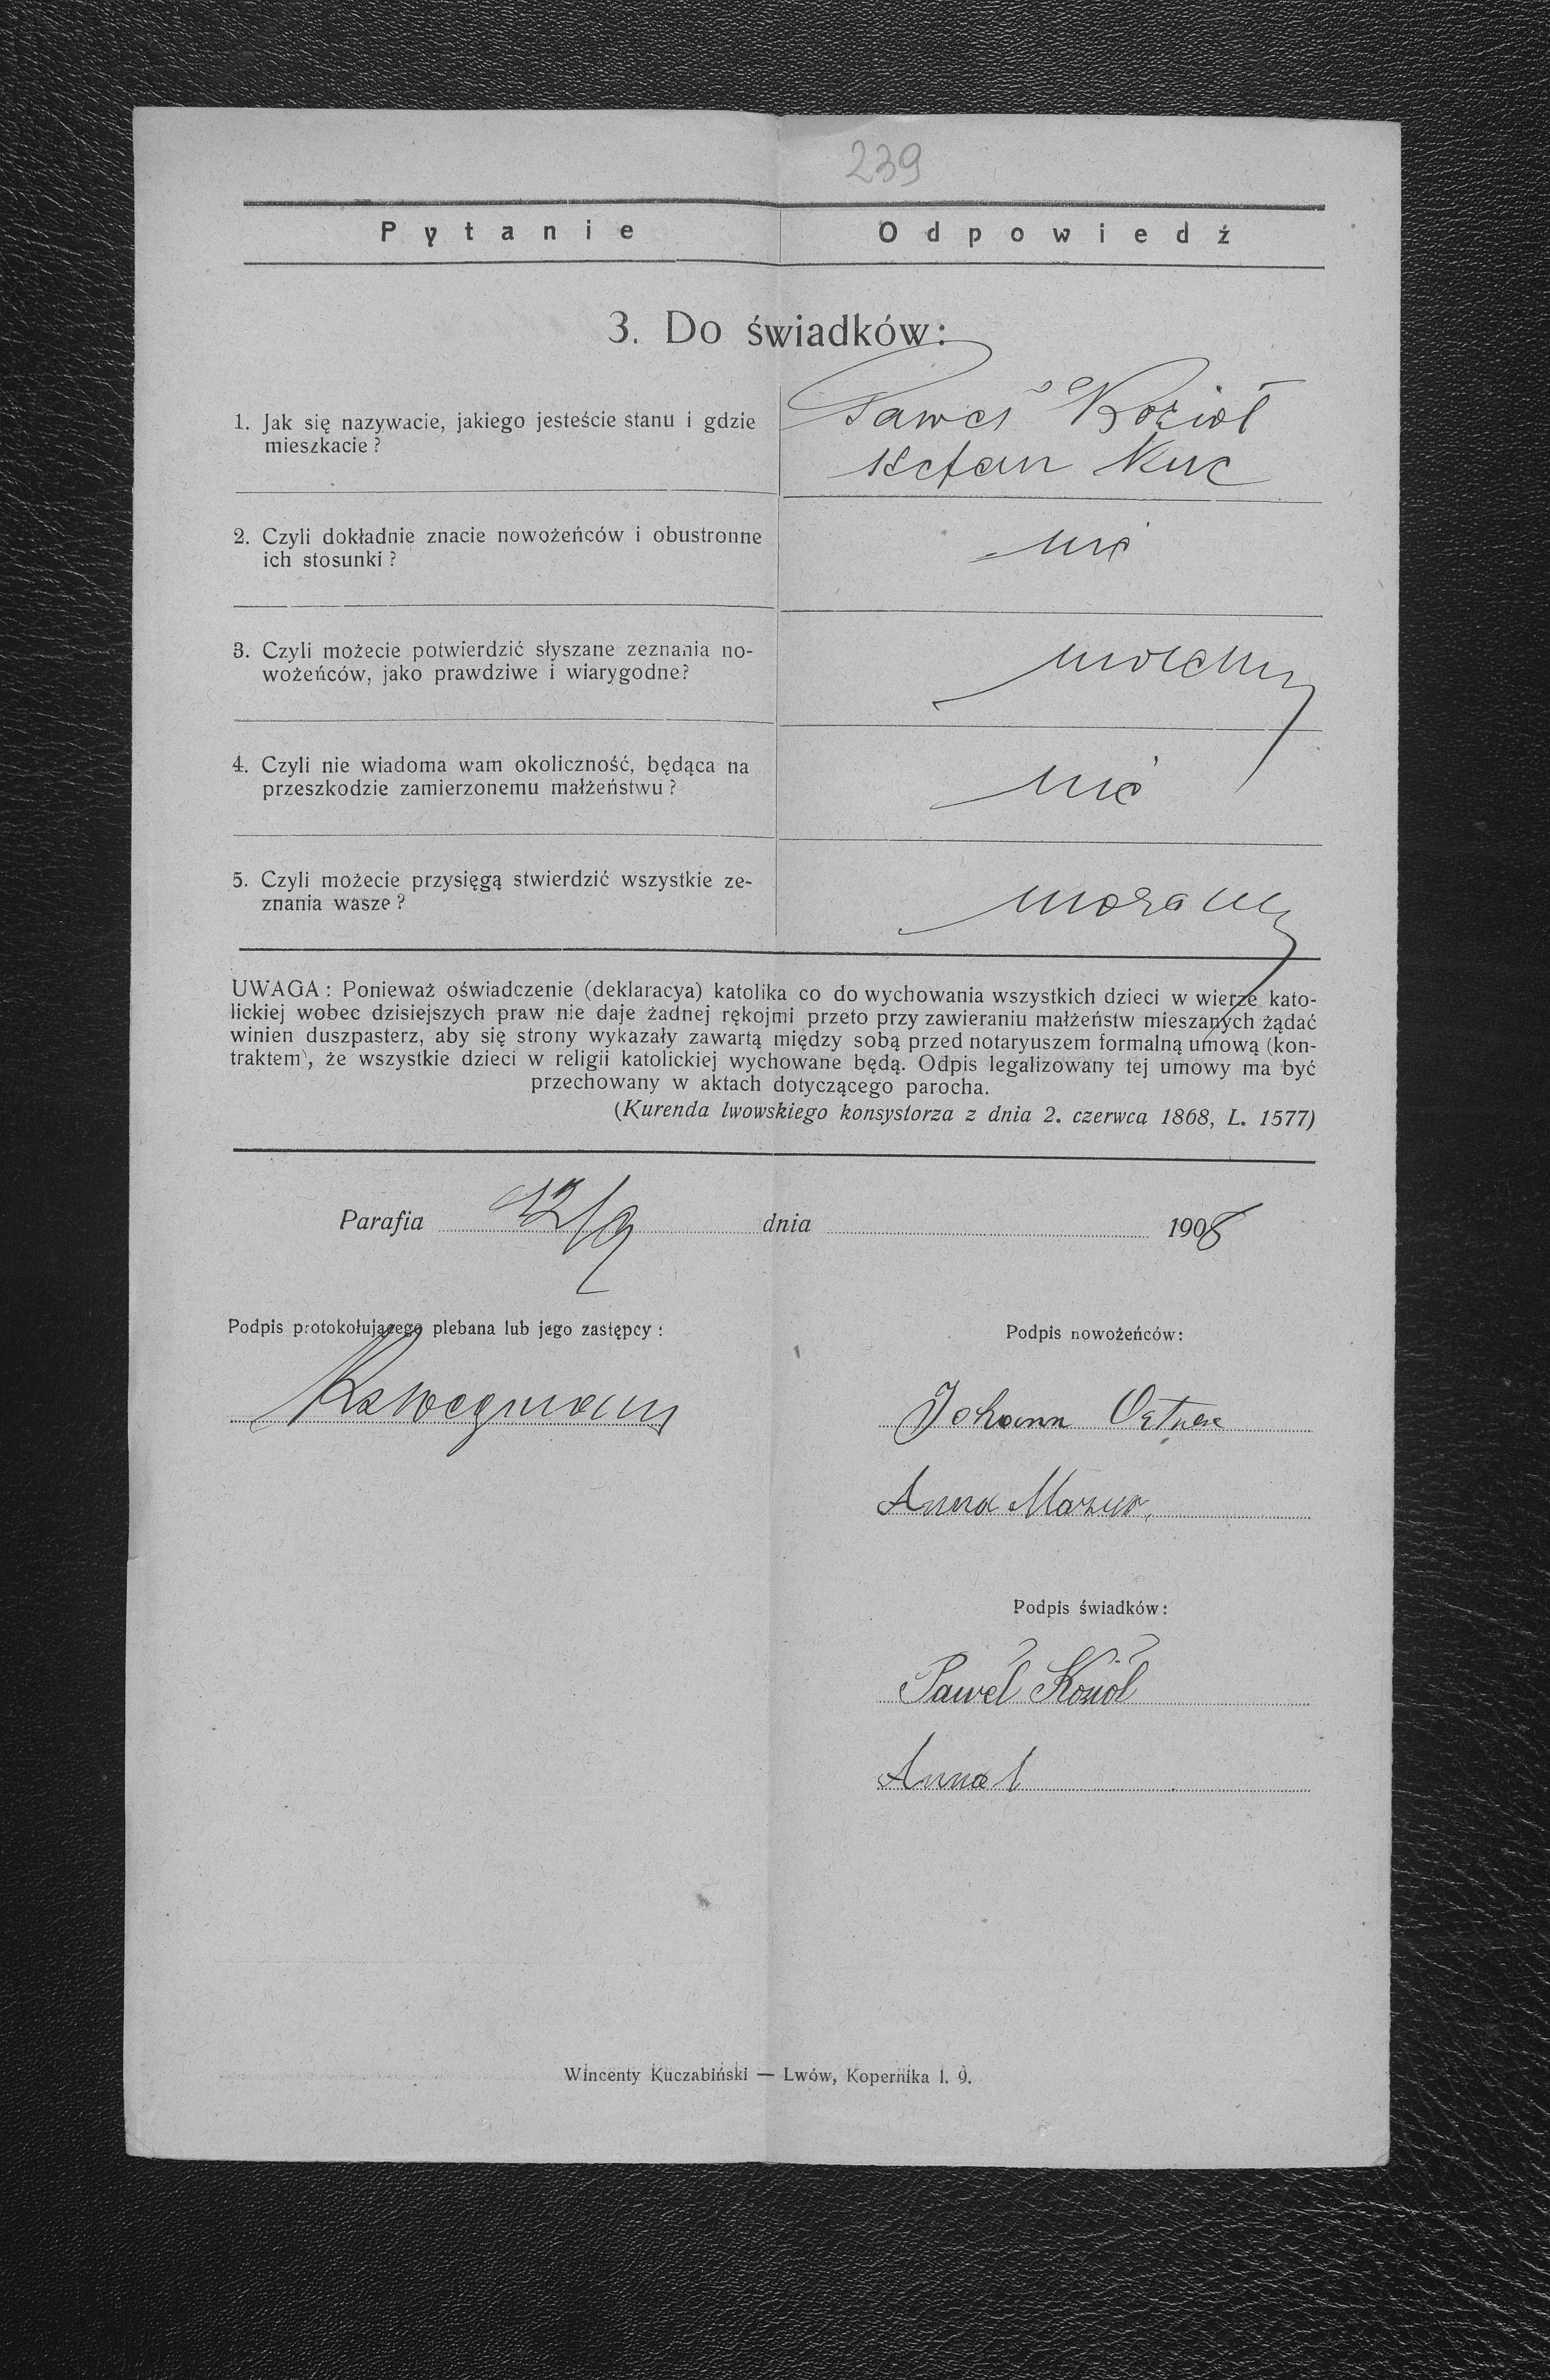 239
Pytanie Odpowiedź
3. Do świadków:
1. Jak się nazywacie, jakiego jesteście stanu i gdzie
mieszkacie?
Paweł Kozioł
Stefan Kuc
2. Czyli dokładnie znacie nowożeńców i obustronne
ich stosunki?
nie
3. Czyli możecie potwierdzić słyszane zeznania no-
wożeńców, jako prawdziwe i wiarygodne?
możemy
4. Czyli nie wiadoma wam okoliczność, będąca na
przeszkodzie zamierzonemu małżeństwu?
nie
5. Czyli możecie przysięgą stwierdzić wszystkie ze-
znania wasze?
możemy
UWAGA: Ponieważ oświadczenie (deklaracya) katolika co do wychowania wszystkich dzieci w wierze kato-
lickiej wobec dzisiejszych praw nie daje żadnej rękojmi przeto przy zawieraniu małżeństw mieszanych żądać
winien duszpasterz, aby się strony wykazały zawartą między sobą przed notaryuszem formalną umową (kon-
traktem), że wszystkie dzieci w religii katolickiej wychowane będą. Odpis legalizowany tej umowy ma być
przechowany w aktach dotyczącego parocha.
(Kurenda lwowskiego konsystorza z dnia 2. czerwca 1868, L. 1577)
Parafia 12/9 dnia 1908
Podpis protokołującego plebana lub jego zastępcy:
Podpis nowożeńców:
Johann Ortner
Anna Mazur.
Podpis świadków:
Paweł Kozioł
Anna
Wincenty Kuczabiński — Lwów, Kopernika l. 9.